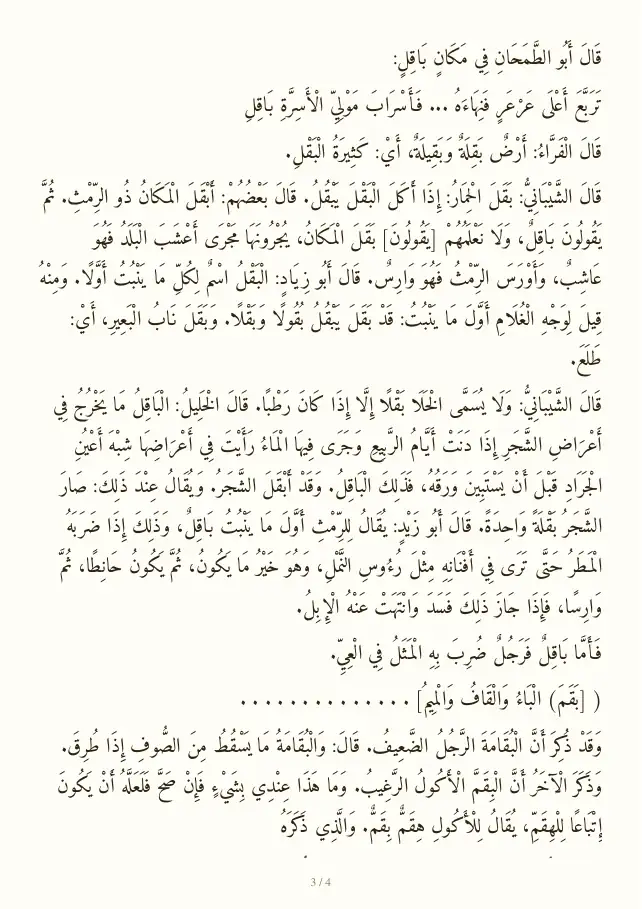 قَالَ أَبُو الطَّمَحَانِ فِي مَكَانٍ بَاقِلٍ:
تَرَبَّعَ أَعْلَى عَرْعَرٍ فَنِهَاءَهُ ... فَأَسْرَابَ مَوْلِيِّ الْأَسِرَّةِ بَاقِلِ
قَالَ الْفَرَّاءُ: أَرْضٌ بَقِلَةٌ وَبَقِيلَةٌ، أَيْ: كَثِيرَةُ الْبَقْلِ.
قَالَ الشَّيْبَانِيُّ: بَقَلَ الْحِمَارُ: إِذَا أَكَلَ الْبَقْلَ يَبْقُلُ. قَالَ بَعْضُهُمْ: أَبْقَلَ الْمَكَانُ ذُو الرِّمْثِ. ثُمَّ
يَقُولُونَ بَاقِلٌ، وَلَا نَعْلَمُهُمْ [يَقُولُونَ] بَقَلَ الْمَكَانُ، يُجْرُونَهَا مَجْرَى أَعْشَبَ الْبَلَدُ فَهُوَ
عَاشِبٌ، وَأَوْرَسَ الرِّمْثُ فَهُوَ وَارِسٌ. قَالَ أَبُو زِيَادٍ: الْبَقْلُ اسْمٌ لِكُلِّ مَا يَنْبُتُ أَوَّلًا. وَمِنْهُ
قِيلَ لِوَجْهِ الْغُلَامِ أَوَّلَ مَا يَنْبُتُ: قَدْ بَقَلَ يَبْقُلُ بُقُولًا وَبَقْلًا. وَبَقَلَ نَابُ الْبَعِيرِ، أَيْ:
طَلَعَ.
قَالَ الشَّيْبَانِيُّ: وَلَا يُسَمَّى الْخَلَا بَقْلًا إِلَّا إِذَا كَانَ رَطْبًا. قَالَ الْخَلِيلُ: الْبَاقِلُ مَا يَخْرُجُ فِي
أَعْرَاضِ الشَّجَرِ إِذَا دَنَتْ أَيَّامُ الرَّبِيعِ وَجَرَى فِيهَا الْمَاءُ رَأَيْتَ فِي أَعْرَاضِهَا شِبْهَ أَعْيُنِ
الْجَرَادِ قَبْلَ أَنْ يَسْتَبِينَ وَرَقُهُ، فَذَلِكَ الْبَاقِلُ. وَقَدْ أَبْقَلَ الشَّجَرُ. وَيُقَالُ عِنْدَ ذَلِكَ: صَارَ
الشَّجَرُ بَقْلَةً وَاحِدَةً. قَالَ أَبُو زَيْدٍ: يُقَالُ لِلرِّمْثِ أَوَّلَ مَا يَنْبُتُ بَاقِلٌ، وَذَلِكَ إِذَا ضَرَبَهُ
الْمَطَرُ حَتَّى تَرَى فِي أَفْنَانِهِ مِثْلَ رُءُوسِ النَّمْلِ، وَهُوَ خَيْرُ مَا يَكُونُ، ثُمَّ يَكُونُ حَانِطًا، ثُمَّ
وَارِسًا، فَإِذَا جَازَ ذَلِكَ فَسَدَ وَانْتَهَتْ عَنْهُ الْإِبِلُ.
فَأَمَّا بَاقِلٌ فَرَجُلٌ ضُرِبَ بِهِ الْمَثَلُ فِي الْعِيِّ.
( [بَقَمَ) الْبَاءُ وَالْقَافُ وَالْمِيمُ] . . . . . . . . . . . . . .
وَقَدْ ذُكِرَ أَنَّ الْبُقَامَةَ الرَّجُلُ الضَّعِيفُ. قَالَ: وَالْبُقَامَةُ مَا يَسْقُطُ مِنَ الصُّوفِ إِذَا طُرِقَ.
وَذَكَرَ الْآخَرُ أَنَّ الْبِقَمَّ الْأَكُولُ الرَّغِيبُ. وَمَا هَذَا عِنْدِي بِشَيْءٍ فَإِنْ صَحَّ فَلَعَلَّهُ أَنْ يَكُونَ
إِتْبَاعًا لِلْهِقَمِّ، يُقَالُ لِلْأَكُولِ هِقَمٌّ بِقَمٌّ. وَالَّذِي ذَكَرَهُ
3 / 4